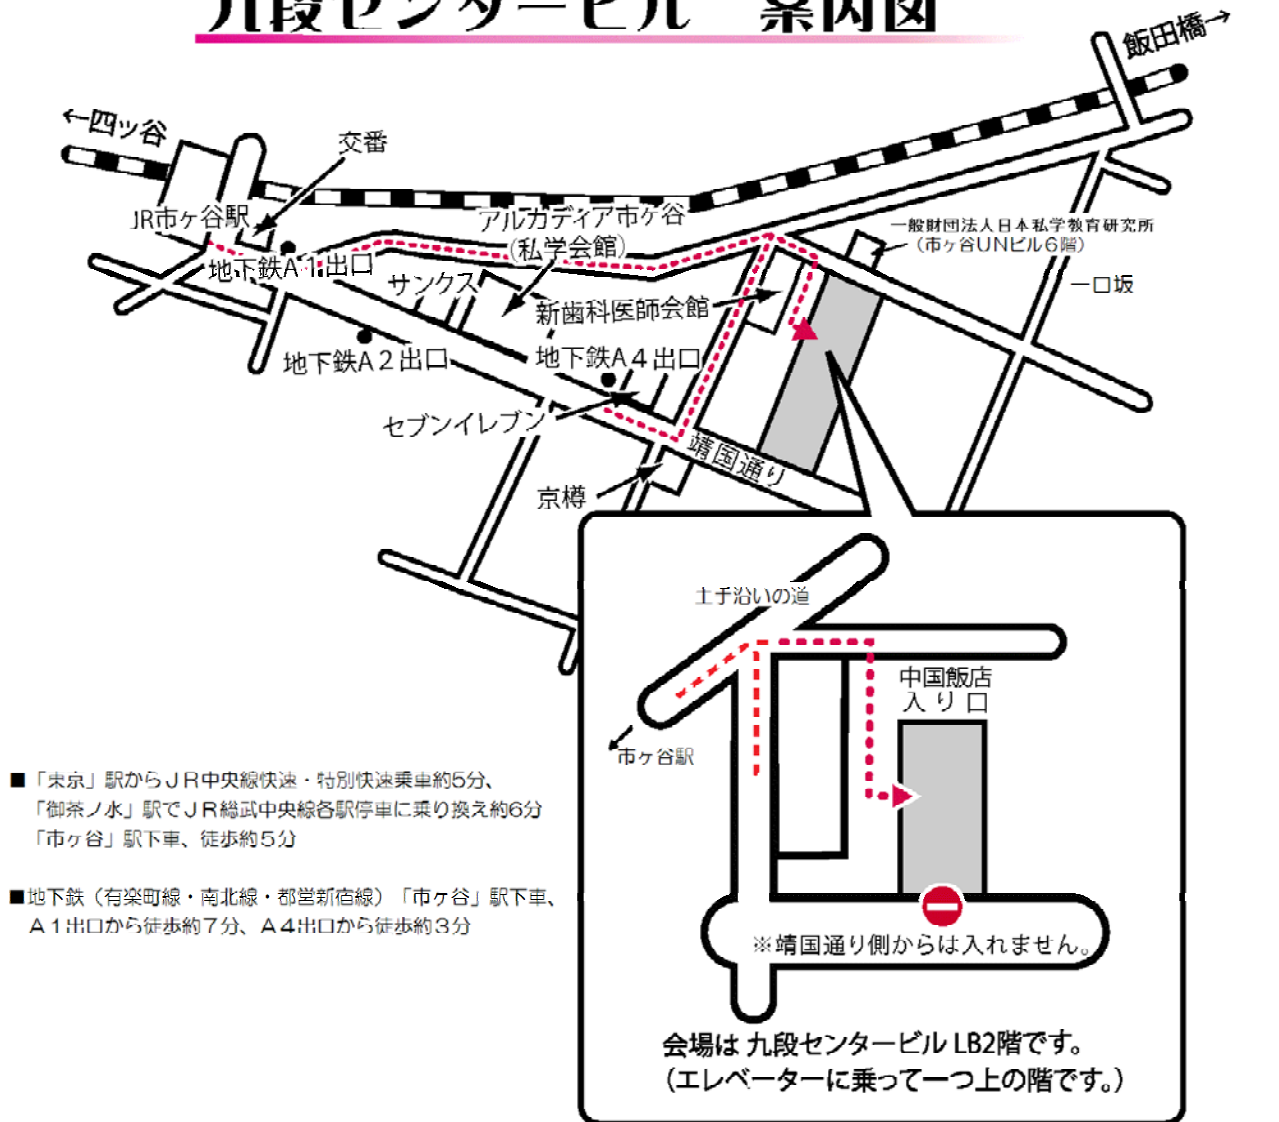 九段センタービル 案内図
飯田橋→
←四ッ谷
交番
JR市ヶ谷駅
アルカディア市ヶ谷
(私学会館)
一般財団法人日本私学教育研究所
（市ヶ谷UNビル６階）
地下鉄A１出口
サンクス
一口坂
新歯科医師会館
地下鉄A２出口
地下鉄A４出口
セブンイレブン
靖国通り
京樽
土手沿いの道
中国飯店
入り口
市ヶ谷駅
■「東京」駅からＪＲ中央線快速・特別快速乗車約5分、
「御茶ノ水」駅でＪＲ総武中央線各駅停車に乗り換え約6分
「市ヶ谷」駅下車、徒歩約５分
■地下鉄（有楽町線・南北線・都営新宿線）「市ヶ谷」駅下車、
Ａ１出口から徒歩約７分、Ａ４出口から徒歩約３分
※靖国通り側からは入れません。
会場は 九段センタービル LB2階です。
（エレベーターに乗って一つ上の階です。）